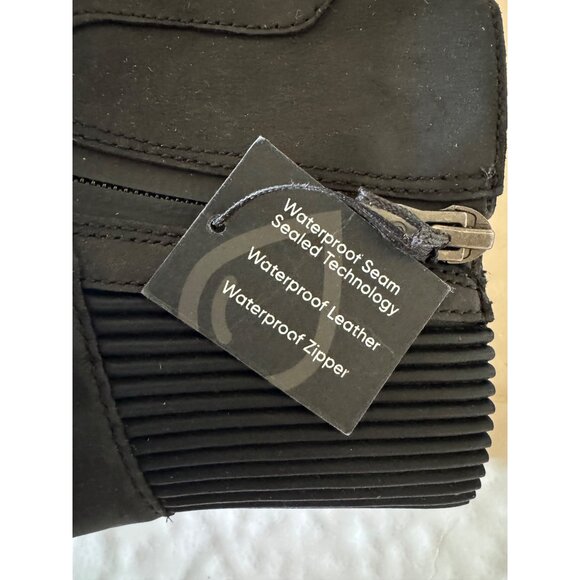 Waterproof Seam
Sealed Technology
Waterproof Leather
Waterproof Zipper